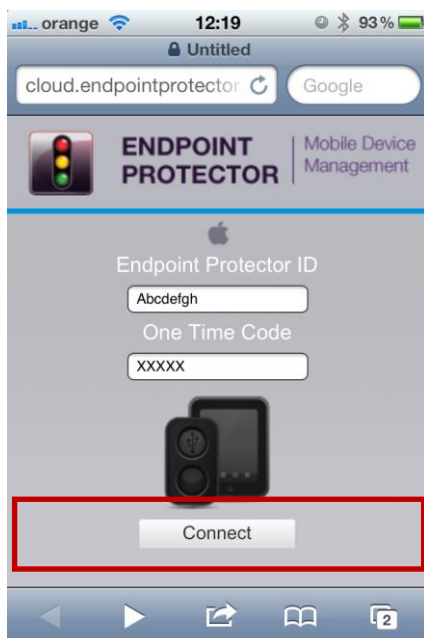 orange 12:19 93%
Untitled
cloud.endpointprotector Google
ENDPOINT
PROTECTOR
Mobile Device
Management
Endpoint Protector ID
Abcdefgh
One Time Code
XXXXX
Connect
2